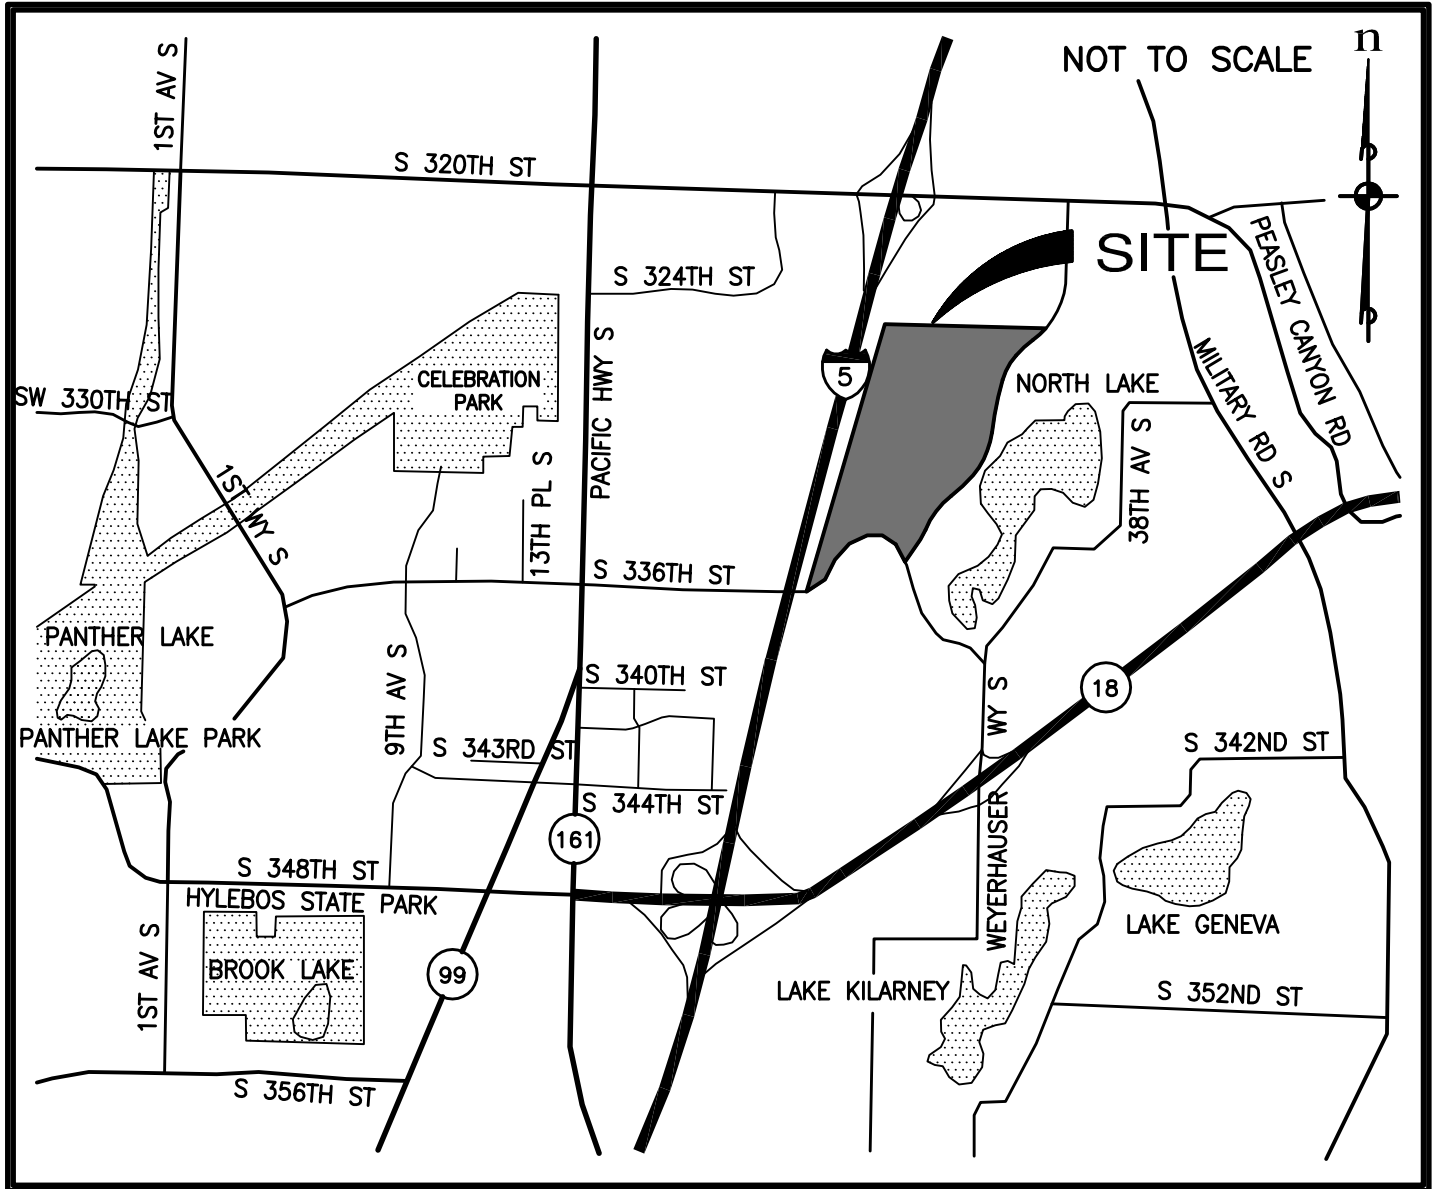 n
NOT TO SCALE
1ST AV S
S 320TH ST
SITE
PEASLEY CANYON RD
S 324TH ST
PACIFIC HWY S
5
MILITARY RD S
CELEBRATION
PARK
NORTH LAKE
SW 330TH ST
38TH AV S
1ST WY S
13TH PL S
S 336TH ST
PANTHER LAKE
9TH AV S
S 340TH ST
18
WEYERHAUSER WY S
PANTHER LAKE PARK
S 343RD ST
S 342ND ST
S 344TH ST
161
S 348TH ST
HYLEBOS STATE PARK
LAKE GENEVA
1ST AV S
BROOK LAKE
99
LAKE KILARNEY
S 352ND ST
S 356TH ST